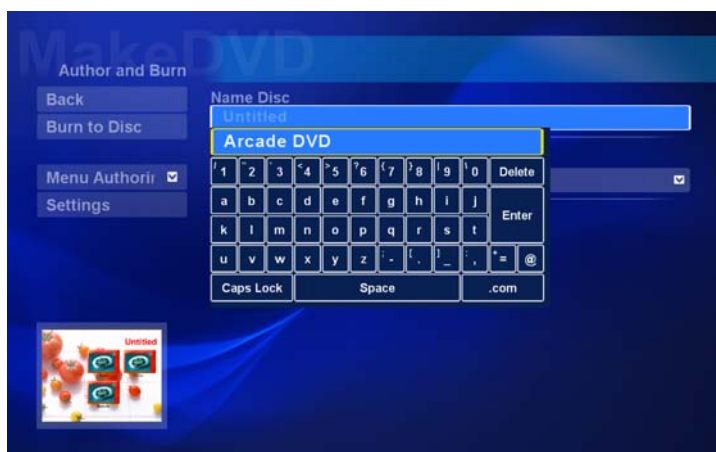 MakeDVD
Author and Burn
Back
Burn to Disc
Menu Authorir
Settings
Name Disc
Untitled
Arcade DVD
1 2 3 < 4 > 5 ? 6 { 7 } 8 | 9 \ 0 Delete
a b c d e f g h i j
Enter
k l m n o p q r s t
u v w x y z ; - [ . ] _ : , * = @
Caps Lock Space .com
Untitled